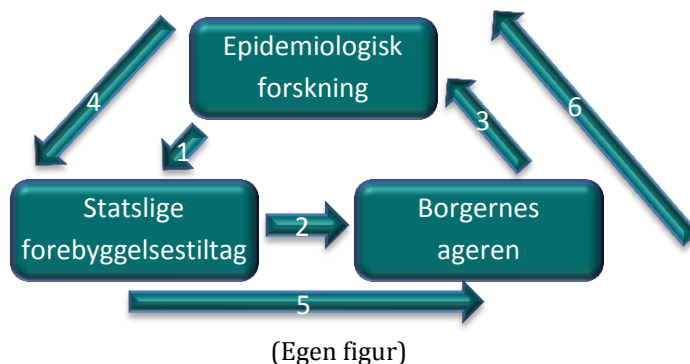 Epidemiologisk
forskning
4
6
3
1
Statslige
forebyggelsestiltag
2
Borgernes
ageren
5
(Egen figur)